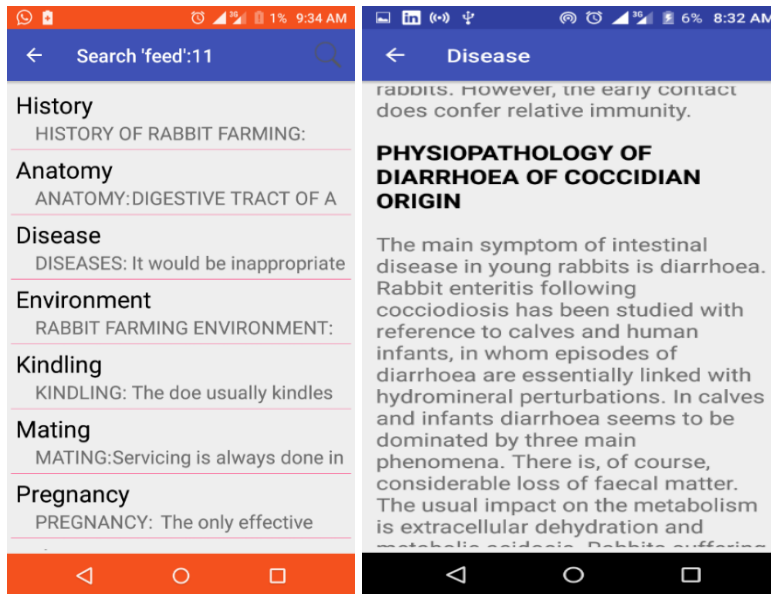 3G 1% 9:34 AM
Search 'feed':11
History
HISTORY OF RABBIT FARMING:
Anatomy
ANATOMY:DIGESTIVE TRACT OF A
Disease
DISEASES: It would be inappropriate
Environment
RABBIT FARMING ENVIRONMENT:
Kindling
KINDLING: The doe usually kindles
Mating
MATING:Servicing is always done in
Pregnancy
PREGNANCY: The only effective
in 3G 6% 8:32 AM
Disease
rabbits. However, the early contact
does confer relative immunity.
PHYSIOPATHOLOGY OF
DIARRHOEA OF COCCIDIAN
ORIGIN
The main symptom of intestinal
disease in young rabbits is diarrhoea.
Rabbit enteritis following
cocciodiosis has been studied with
reference to calves and human
infants, in whom episodes of
diarrhoea are essentially linked with
hydromineral perturbations. In calves
and infants diarrhoea seems to be
dominated by three main
phenomena. There is, of course,
considerable loss of faecal matter.
The usual impact on the metabolism
is extracellular dehydration and
metabolic acidosis. Rabbits suffering